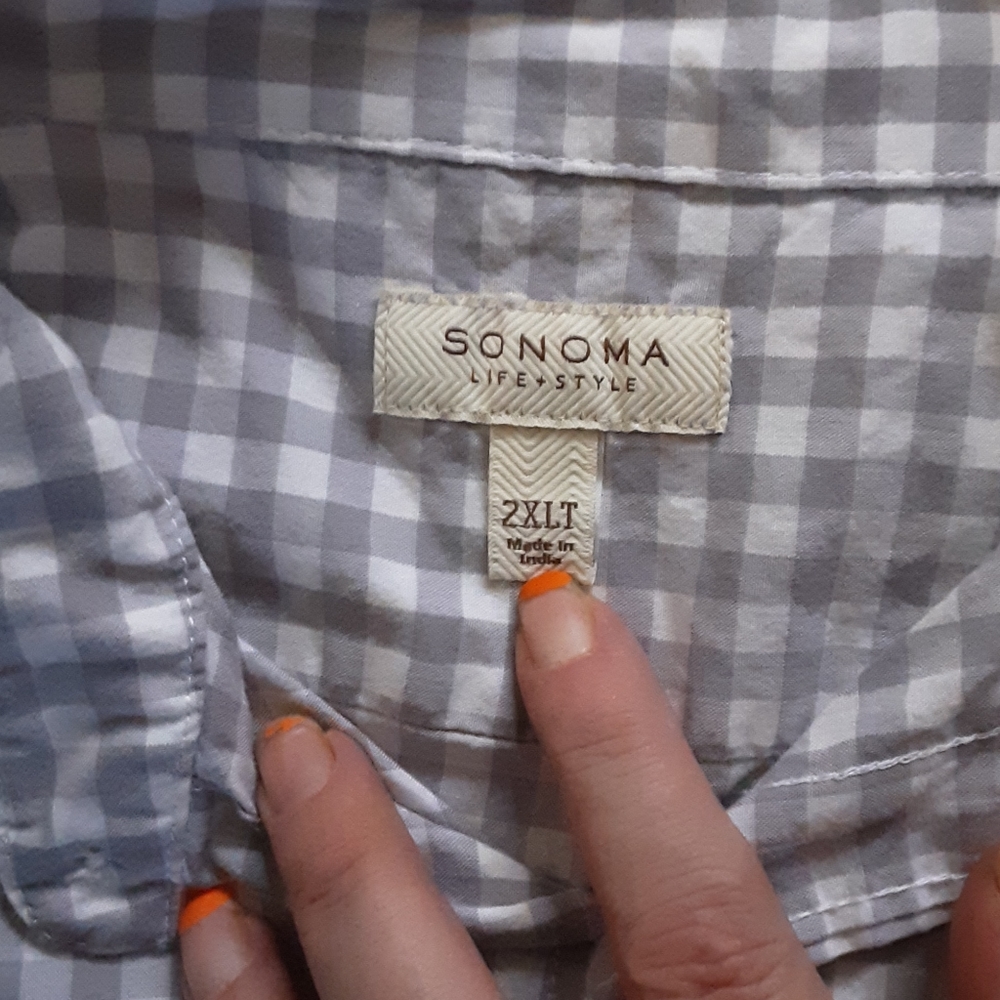 SONOMA
LIFE+STYLE
2XLT
Made In
India